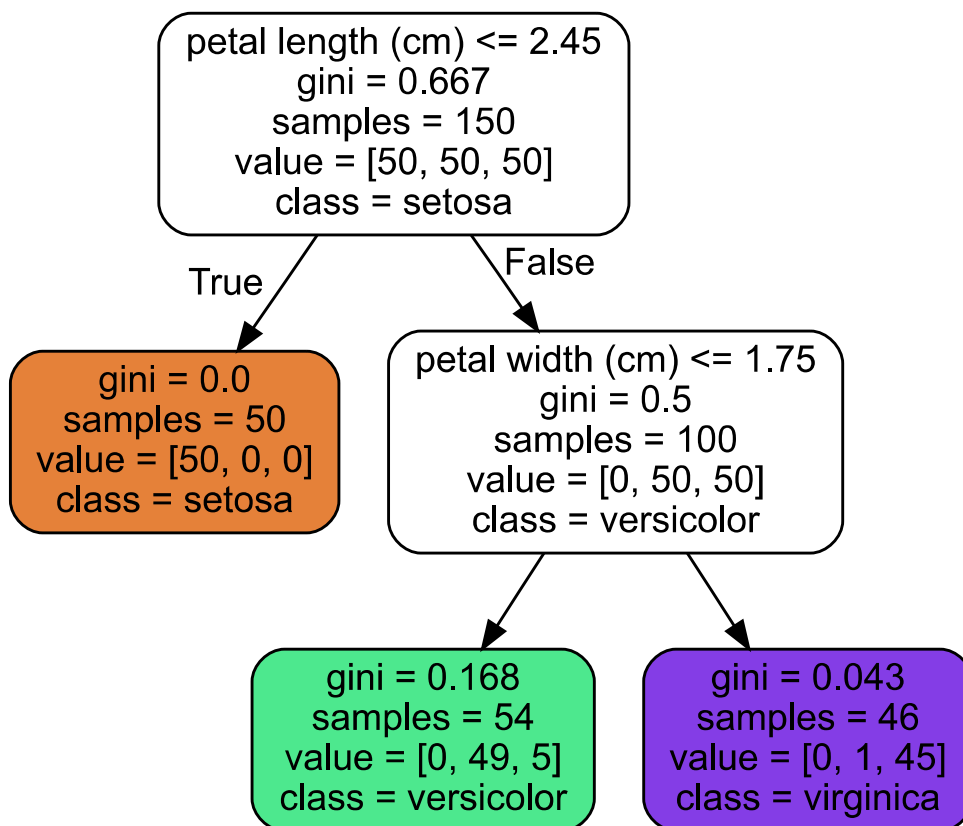 petal length (cm) <= 2.45
gini = 0.667
samples = 150
value = [50, 50, 50]
class = setosa
True
False
gini = 0.0
samples = 50
value = [50, 0, 0]
class = setosa
petal width (cm) <= 1.75
gini = 0.5
samples = 100
value = [0, 50, 50]
class = versicolor
gini = 0.168
samples = 54
value = [0, 49, 5]
class = versicolor
gini = 0.043
samples = 46
value = [0, 1, 45]
class = virginica